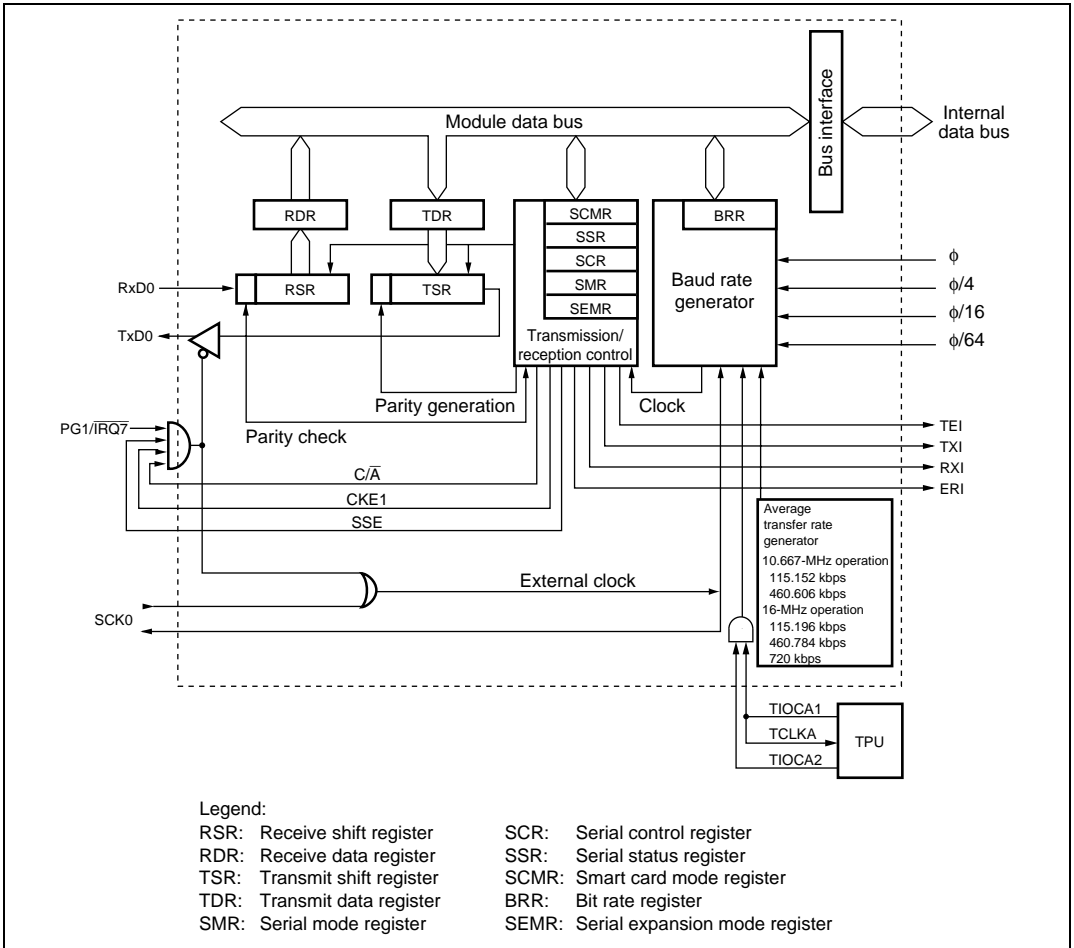 Module data bus
Bus interface
Internal
data bus
RDR
TDR
SCMR
SSR
SCR
SMR
SEMR
BRR
Baud rate
generator
ϕ
ϕ/4
ϕ/16
ϕ/64
RxD0
RSR
TSR
TxD0
Transmission/
reception control
Parity generation
Clock
Parity check
PG1/IRQ7
C/A
CKE1
SSE
TEI
TXI
RXI
ERI
Average
transfer rate
generator
10.667-MHz operation
115.152 kbps
460.606 kbps
16-MHz operation
115.196 kbps
460.784 kbps
720 kbps
External clock
SCK0
TIOCA1
TCLKA
TIOCA2
TPU
Legend:
RSR: Receive shift register
RDR: Receive data register
TSR: Transmit shift register
TDR: Transmit data register
SMR: Serial mode register
SCR: Serial control register
SSR: Serial status register
SCMR: Smart card mode register
BRR: Bit rate register
SEMR: Serial expansion mode register